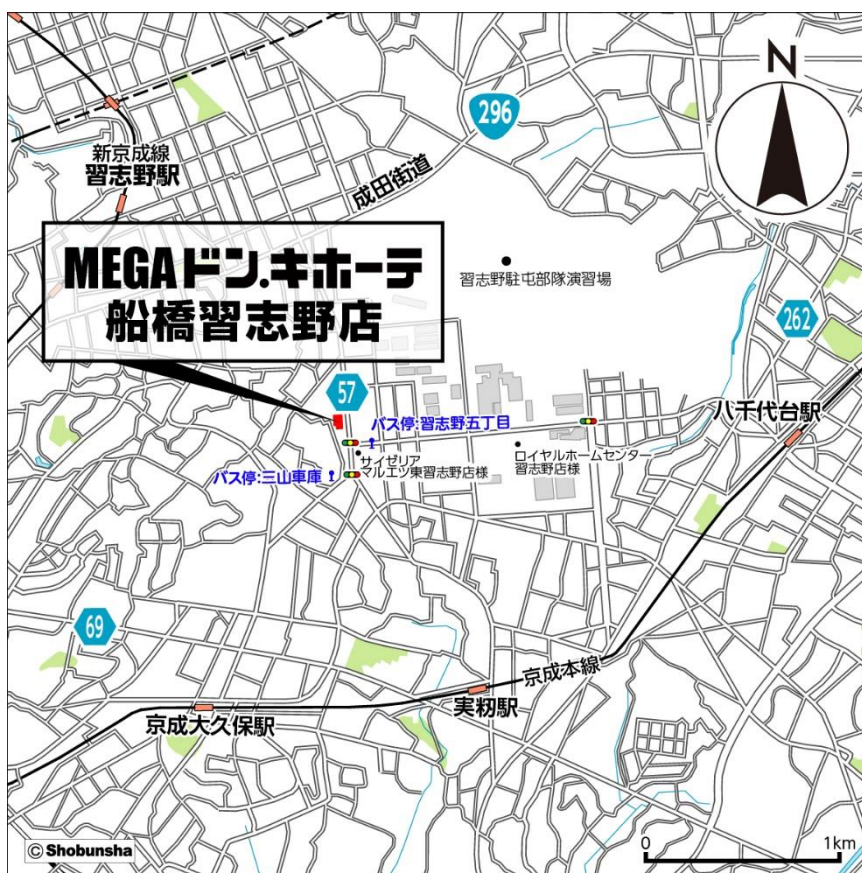 N
296
新京成線
習志野駅
成田街道
MEGAドン.キホーテ
船橋習志野店
習志野駐屯部隊演習場
262
57
八千代台駅
バス停:習志野五丁目
サイゼリア
マルエツ東習志野店様
ロイヤルホームセンター
習志野店様
バス停:三山車庫
69
京成本線
実籾駅
京成大久保駅
© Shobunsha
0
1km